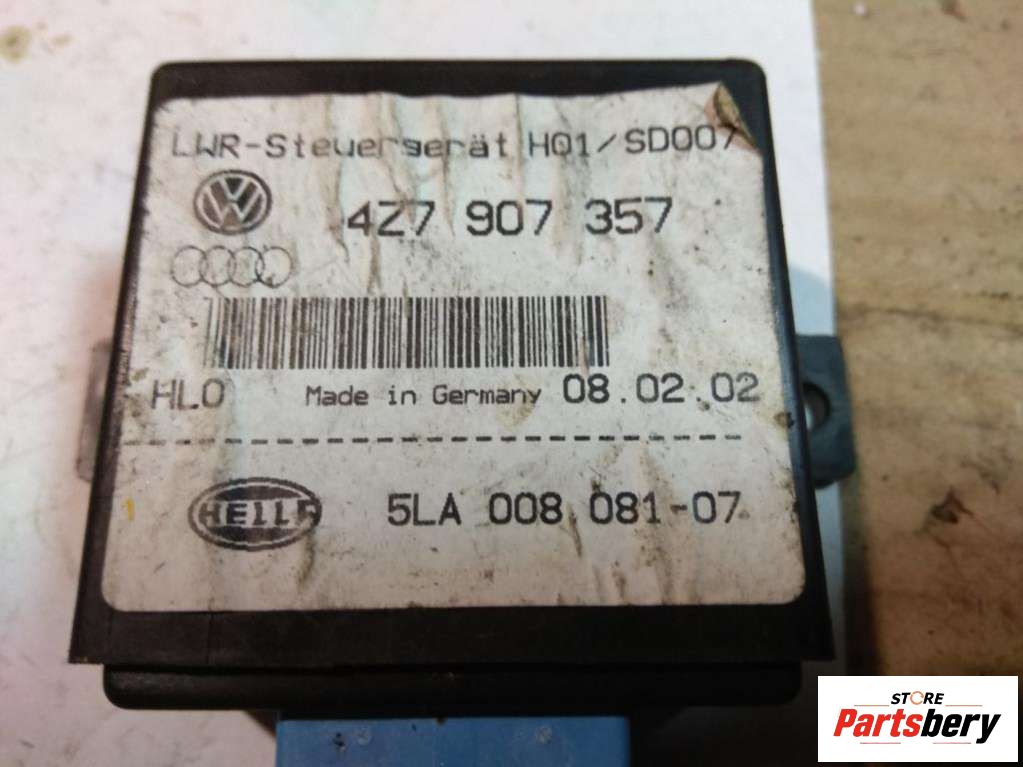 LWR-Steuergerät H01/SD007
4Z7 907 357
HLO Made in Germany 08.02.02
HELLA 5LA 008 081-07
STORE
Partsbery